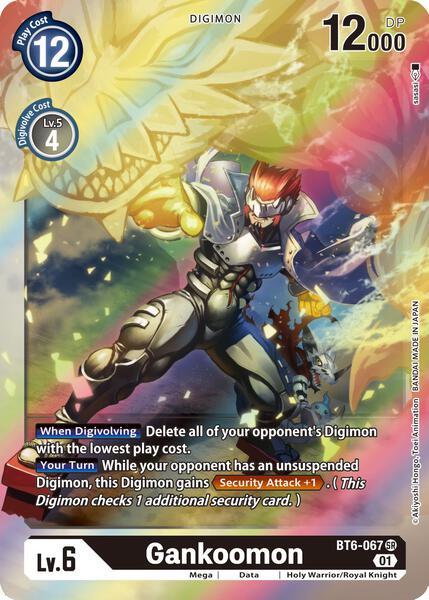 Play Cost
12
DIGIMON
12000
DP
Digivolve Cost
Lv.5
4
sasasi
©Akiyoshi Hongo, Toei Animation BANDAI MADE IN JAPAN
When Digivolving Delete all of your opponent's Digimon
with the lowest play cost.
Your Turn While your opponent has an unsuspended
Digimon, this Digimon gains Security Attack +1. (This
Digimon checks 1 additional security card.)
Lv.6
Gankoomon
BT6-067 SR
01
Mega Data Holy Warrior/Royal Knight